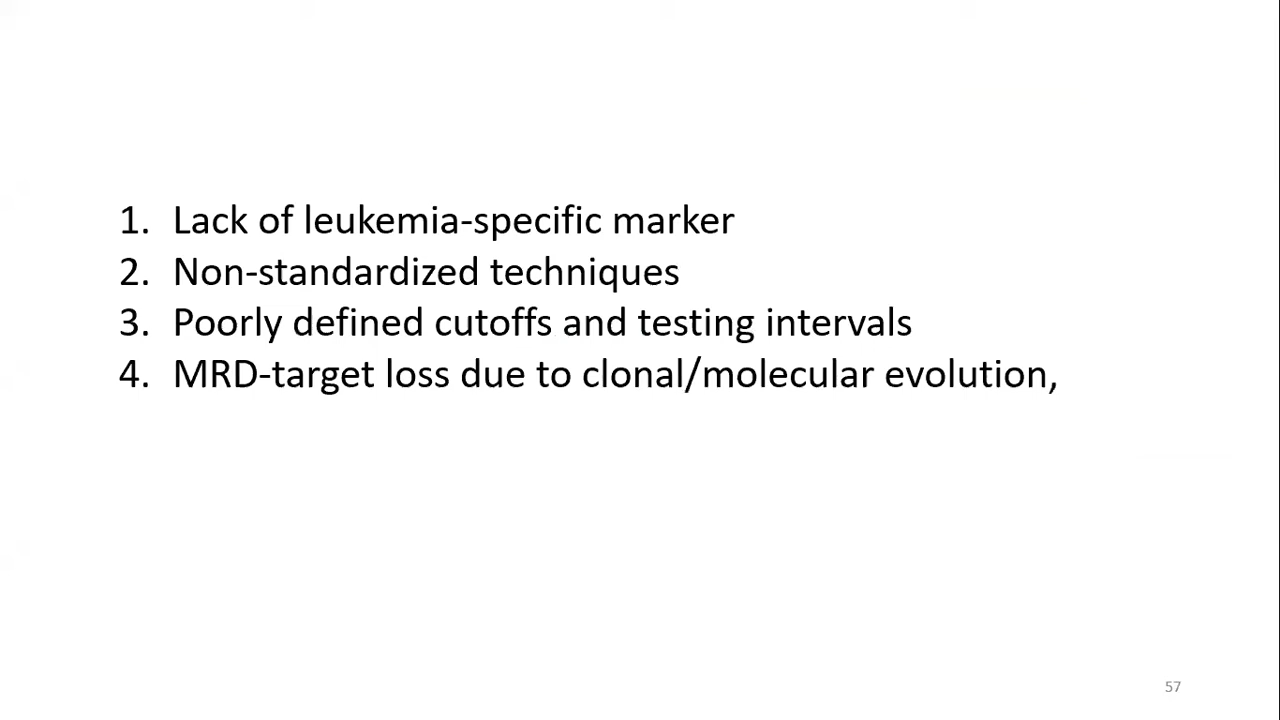 1. Lack of leukemia-specific marker
2. Non-standardized techniques
3. Poorly defined cutoffs and testing intervals
4. MRD-target loss due to clonal/molecular evolution,
57